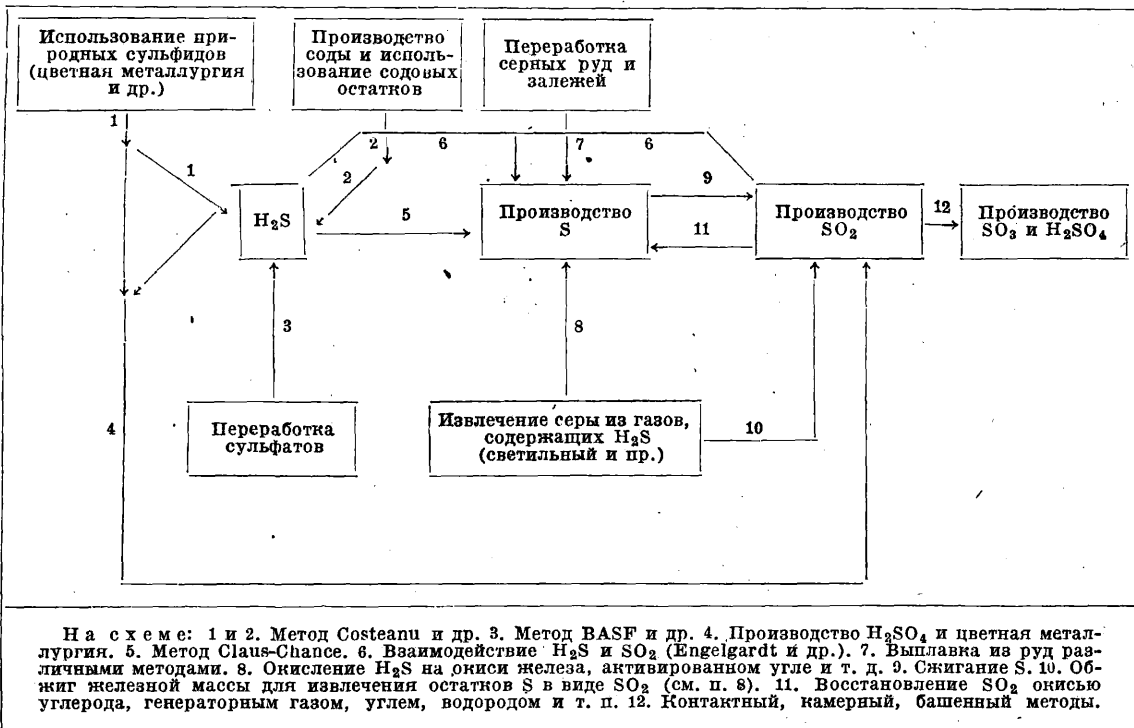 Использование при-
родных сульфидов
(цветная металлургия
и др.)
Производство
соды и исполь-
зование содовых
остатков
Переработка
серных руд и
залежей
1
1
2
2
6
7
6
H₂S
5
Производство
S
9
11
Производство
SO₂
12
Производство
SO₃ и H₂SO₄
3
8
4
Переработка
сульфатов
Извлечение серы из газов,
содержащих H₂S
(светильный и пр.)
10
На схеме: 1 и 2. Метод Costeanu и др. 3. Метод BASF и др. 4. Производство H₂SO₄ и цветная метал-
лургия. 5. Метод Claus-Chance. 6. Взаимодействие H₂S и SO₂ (Engelgardt и др.). 7. Выплавка из руд раз-
личными методами. 8. Окисление H₂S на окиси железа, активированном угле и т. д. 9. Сжигание S. 10. Об-
жиг железной массы для извлечения остатков S в виде SO₂ (см. п. 8). 11. Восстановление SO₂ окисью
углерода, генераторным газом, углем, водородом и т. п. 12. Контактный, камерный, башенный методы.